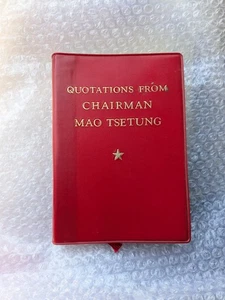 QUOTATIONS FROM
CHAIRMAN
MAO TSETUNG